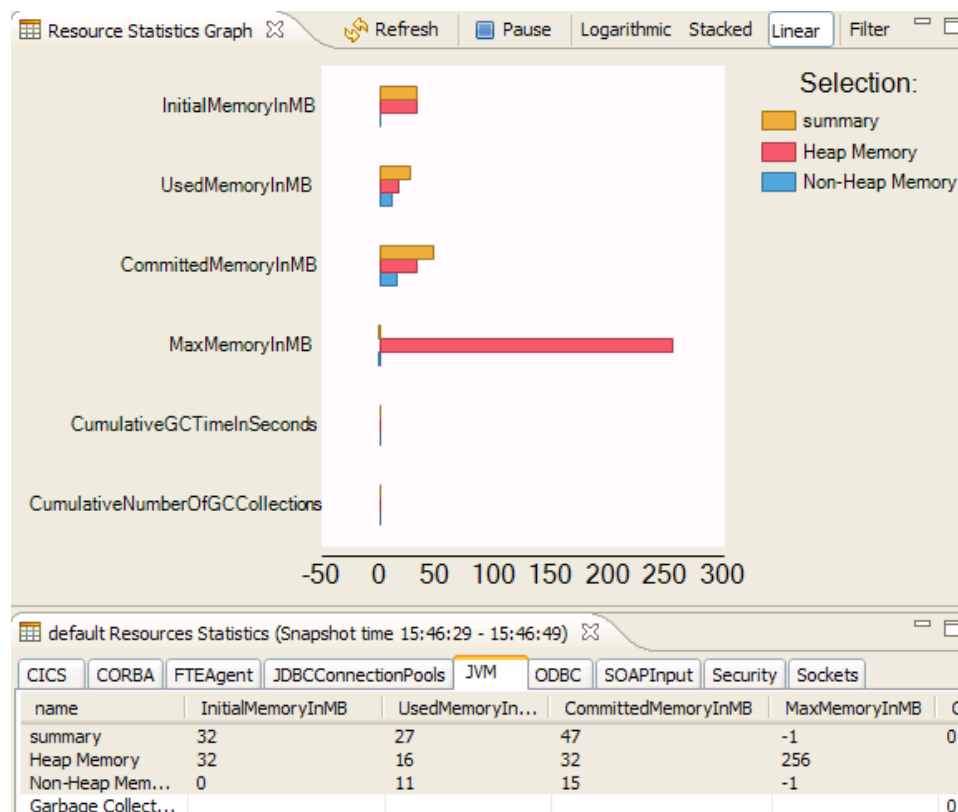 Resource Statistics Graph Refresh Pause Logarithmic Stacked Linear Filter
Selection:
summary
Heap Memory
Non-Heap Memory
InitialMemoryInMB
UsedMemoryInMB
CommittedMemoryInMB
MaxMemoryInMB
CumulativeGCTimeInSeconds
CumulativeNumberOfGCCollections
-50 0 50 100 150 200 250 300
default Resources Statistics (Snapshot time 15:46:29 - 15:46:49)
CICS CORBA FTEAgent JDBCConnectionPools JVM ODBC SOAPInput Security Sockets
name InitialMemoryInMB UsedMemoryIn... CommittedMemoryInMB MaxMemoryInMB
summary 32 27 47 -1 0
Heap Memory 32 16 32 256
Non-Heap Mem... 0 11 15 -1
Garbage Collect... 0